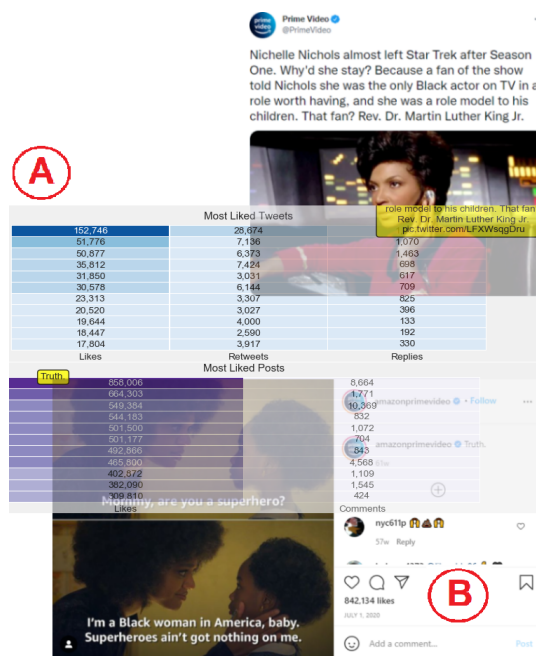 prime video
Prime Video
@PrimeVideo
Nichelle Nichols almost left Star Trek after Season
One. Why'd she stay? Because a fan of the show
told Nichols she was the only Black actor on TV in a
role worth having, and she was a role model to his
children. That fan? Rev. Dr. Martin Luther King Jr.
A
role model to his children. That fan
Rev. Dr. Martin Luther King Jr.
pic.twitter.com/LFXWsqgDru
Most Liked Tweets
152,746 28,674
51,776 7,136 1,070
50,877 6,373 1,463
35,812 7,424 698
31,850 3,031 617
30,578 6,144 709
23,313 3,307 825
20,520 3,027 396
19,644 4,000 133
18,447 2,590 192
17,804 3,917 330
Likes Retweets Replies
Most Liked Posts
Truth.
858,006 8,664
664,303 1,771
549,384 10,369
544,183 832
501,500 1,072
501,177 704
492,866 843
465,800 4,568
402,872 1,109
382,090 1,545
309,810 424
Likes Comments
amazonprimevideo • Follow
amazonprimevideo Truth.
Mommy, are you a superhero?
nyc611p
57w Reply
I'm a Black woman in America, baby.
Superheroes ain't got nothing on me.
842,134 likes
JULY 1, 2020
B
Add a comment... Post